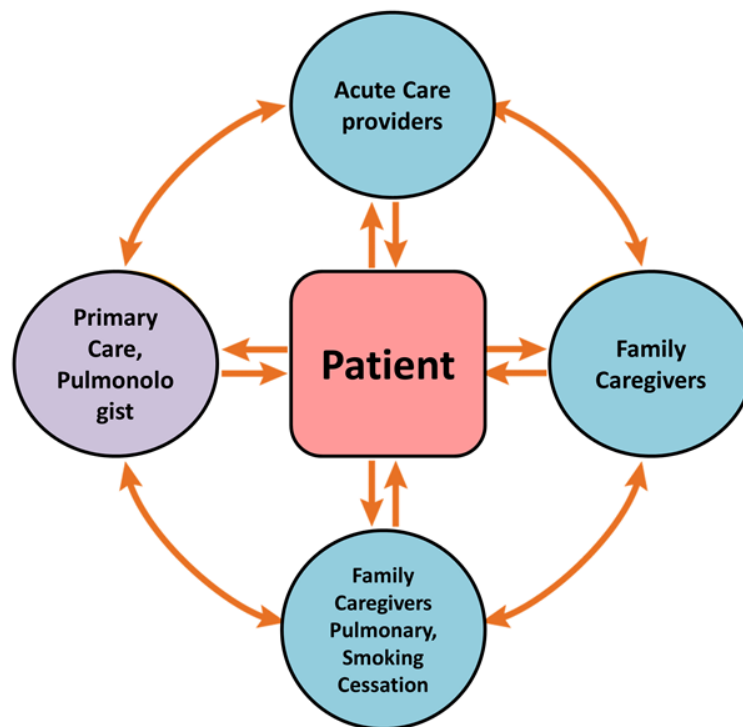 Acute Care
providers
Primary
Care,
Pulmonolo
gist
Patient
Family
Caregivers
Family
Caregivers
Pulmonary,
Smoking
Cessation